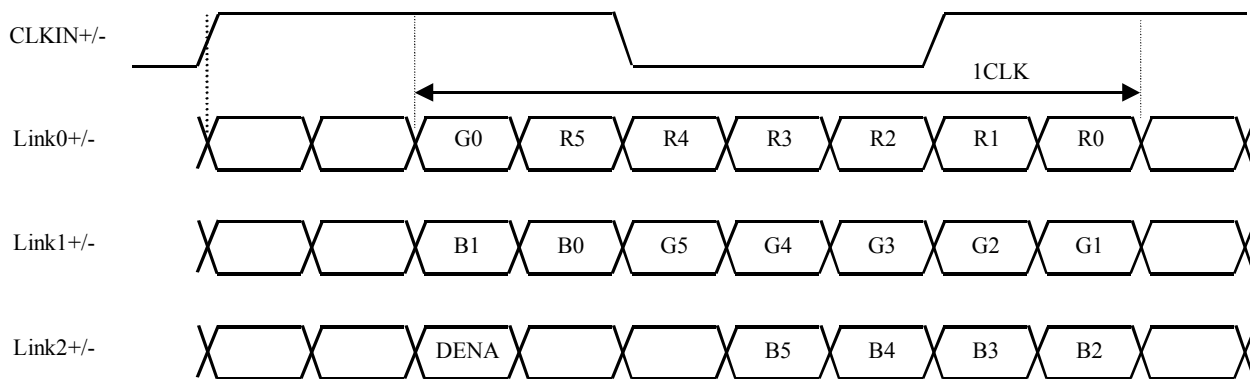 CLKIN+/-
1CLK
Link0+/- G0 R5 R4 R3 R2 R1 R0
Link1+/- B1 B0 G5 G4 G3 G2 G1
Link2+/- DENA B5 B4 B3 B2